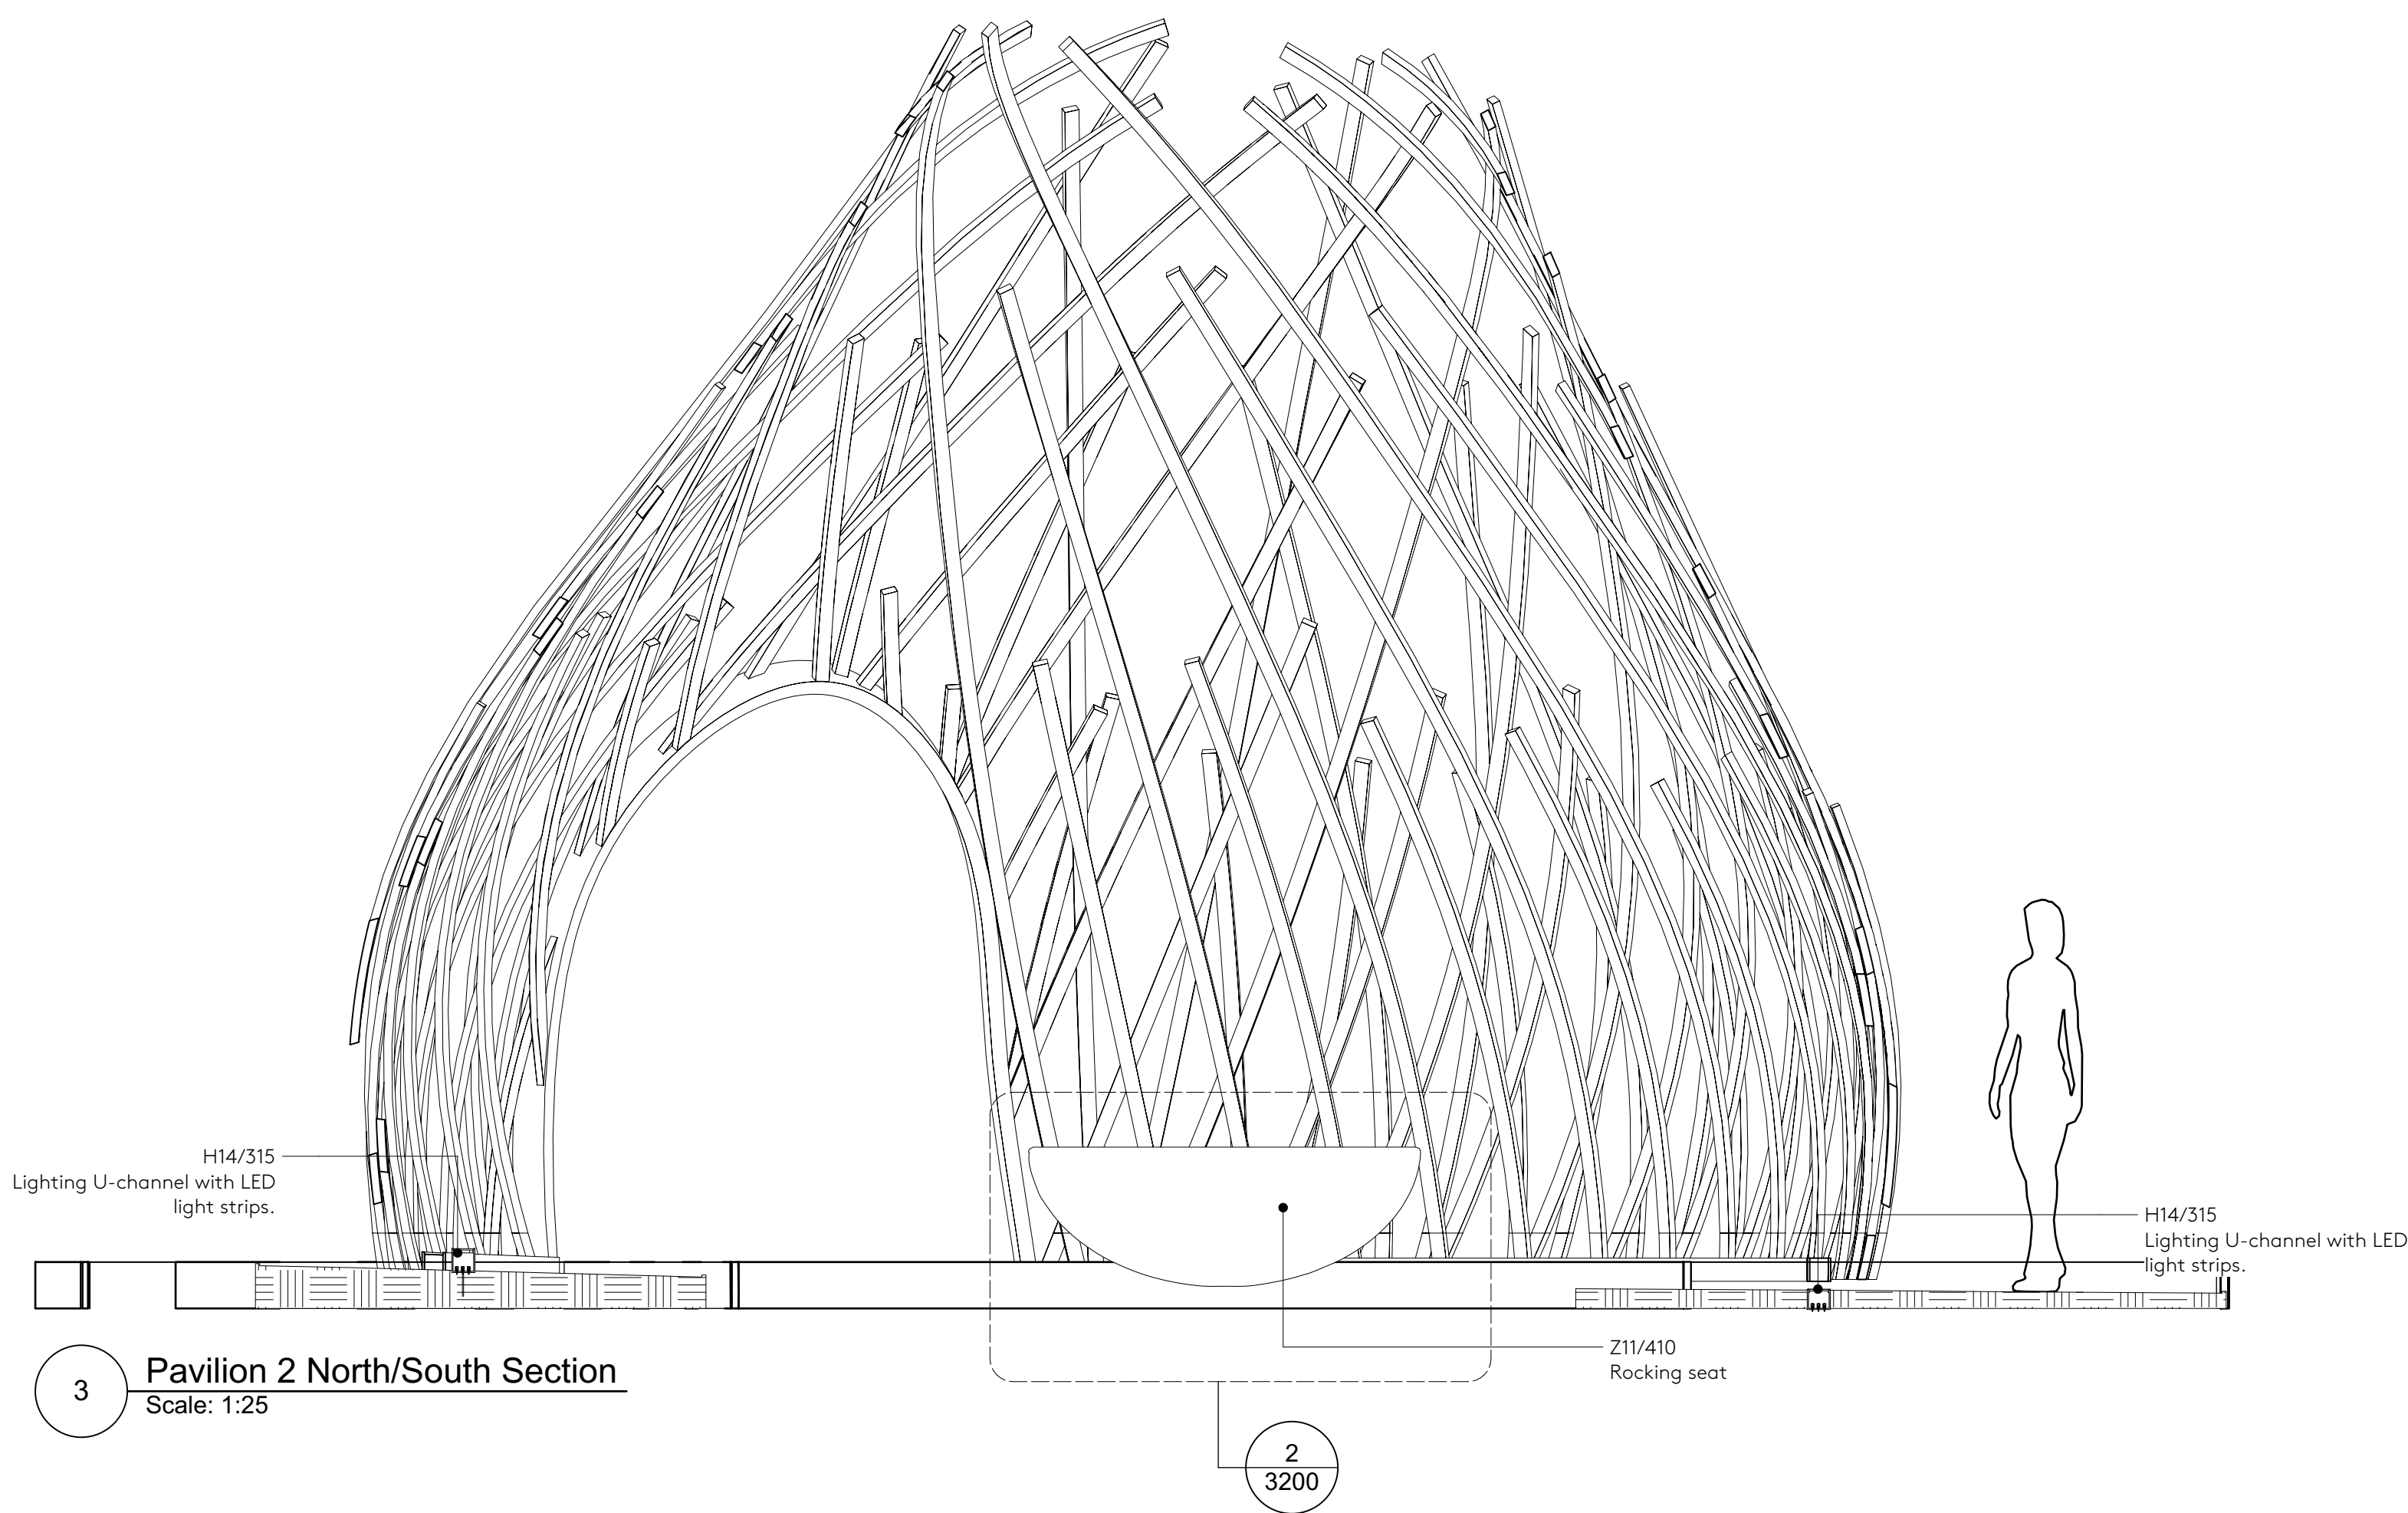 H14/315
Lighting U-channel with LED
light strips.
H14/315
Lighting U-channel with LED
light strips.
Z11/410
Rocking seat
3
Pavilion 2 North/South Section
Scale: 1:25
2
3200